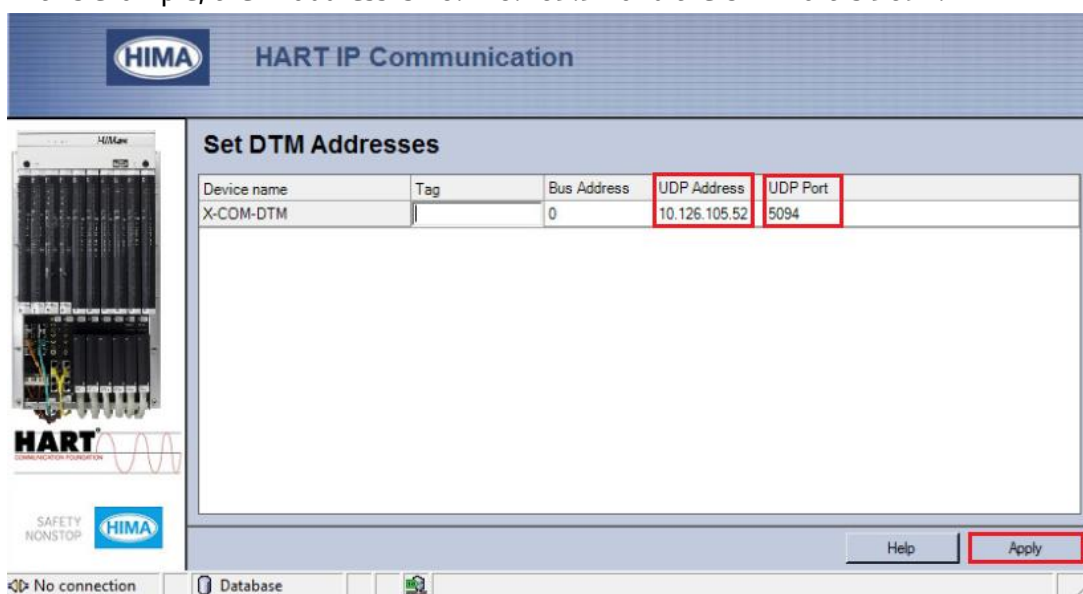 HIMA HART IP Communication
HIMax
Set DTM Addresses
Device name Tag Bus Address UDP Address UDP Port
X-COM-DTM 0 10.126.105.52 5094
HART
COMMUNICATION FOUNDATION
SAFETY
NONSTOP
HIMA
Help Apply
No connection Database